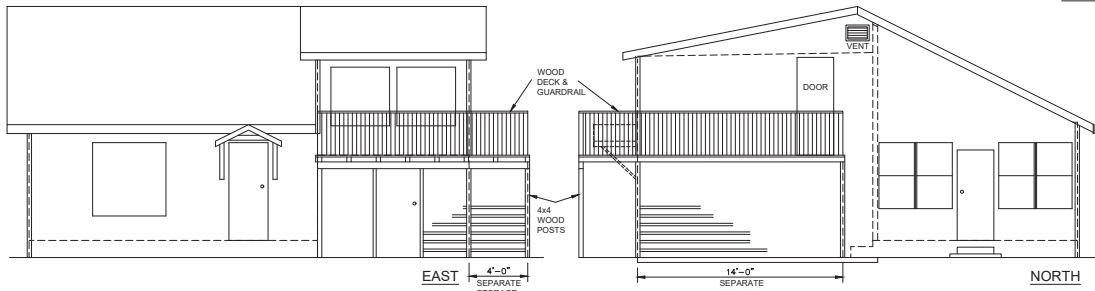 VENT
WOOD
DECK &
GUARDRAIL
DOOR
4x4
WOOD
POSTS
EAST
4'-0"
SEPARATE
14'-0"
SEPARATE
NORTH